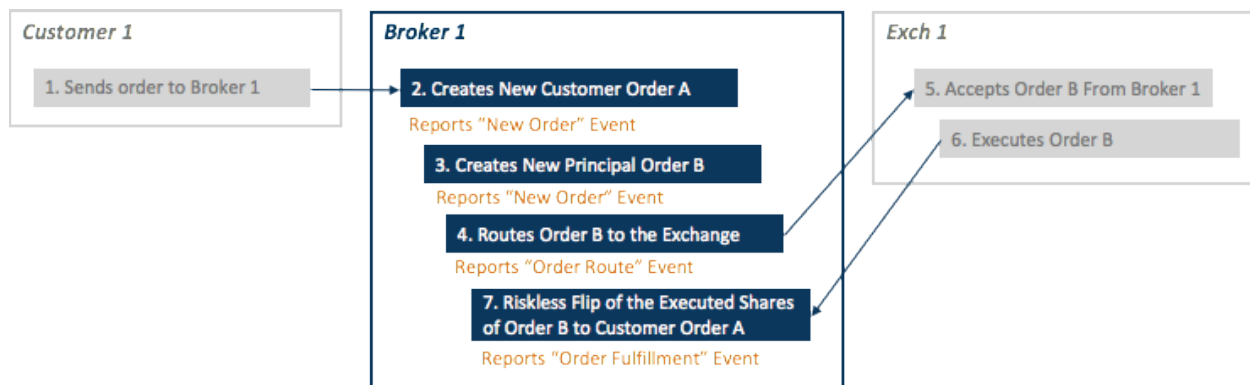 Customer 1
1. Sends order to Broker 1
Broker 1
2. Creates New Customer Order A
Reports "New Order" Event
3. Creates New Principal Order B
Reports "New Order" Event
4. Routes Order B to the Exchange
Reports "Order Route" Event
7. Riskless Flip of the Executed Shares
of Order B to Customer Order A
Reports "Order Fulfillment" Event
Exch 1
5. Accepts Order B From Broker 1
6. Executes Order B